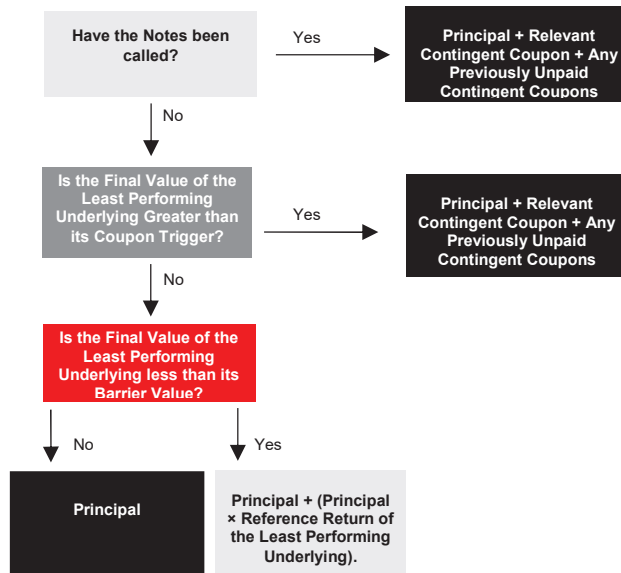 Have the Notes been
called?
Yes
Principal + Relevant
Contingent Coupon + Any
Previously Unpaid
Contingent Coupons
No
Is the Final Value of the
Least Performing
Underlying Greater than
its Coupon Trigger?
Yes
Principal + Relevant
Contingent Coupon + Any
Previously Unpaid
Contingent Coupons
No
Is the Final Value of the
Least Performing
Underlying less than its
Barrier Value?
No
Yes
Principal
Principal + (Principal
× Reference Return of
the Least Performing
Underlying).